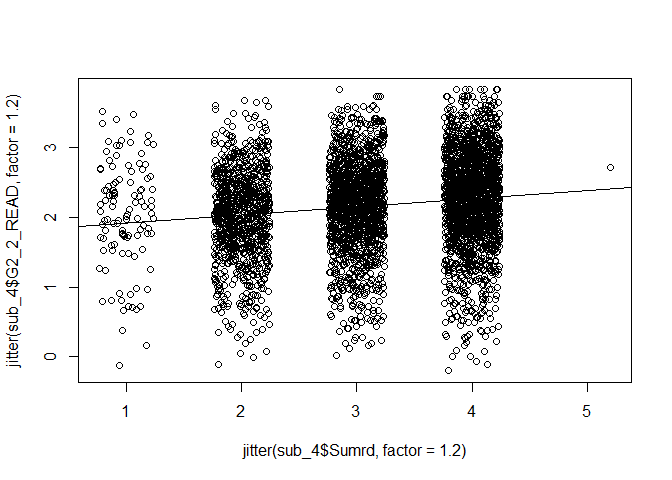 jitter(sub_4$G2_2_READ, factor = 1.2)
3
2
1
0
1 2 3 4 5
jitter(sub_4$Sumrd, factor = 1.2)